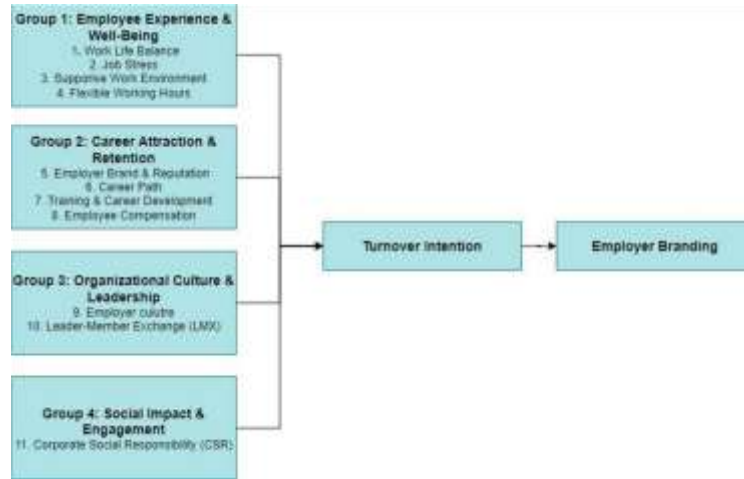 Group 1: Employee Experience &
Well-Being
1. Work Life Balance
2. Job Stress
3. Supportive Work Environment
4. Flexible Working Hours
Group 2: Career Attraction &
Retention
5. Employer Brand & Reputation
6. Career Path
7. Training & Career Development
8. Employee Compensation
Group 3: Organizational Culture &
Leadership
9. Employer culutre
10. Leader-Member Exchange (LMX)
Group 4: Social Impact &
Engagement
11. Corporate Social Responsibility (CSR)
Turnover Intention
Employer Branding